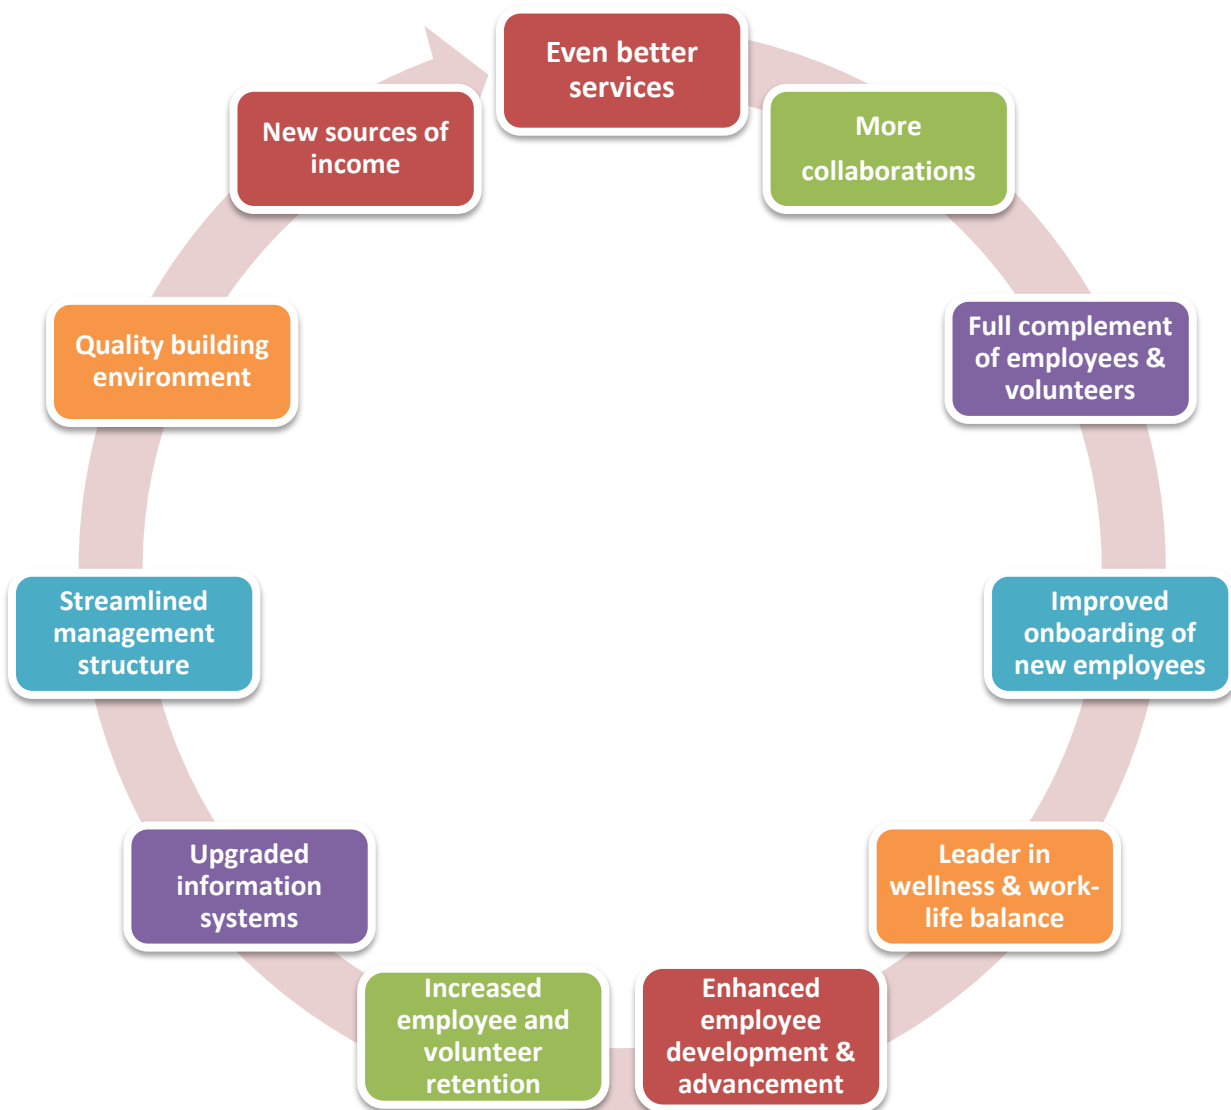 Even better
services
More
collaborations
Full complement
of employees &
volunteers
Improved
onboarding of
new employees
Leader in
wellness & work-
life balance
Enhanced
employee
development &
advancement
Increased
employee and
volunteer
retention
Upgraded
information
systems
Streamlined
management
structure
Quality building
environment
New sources of
income